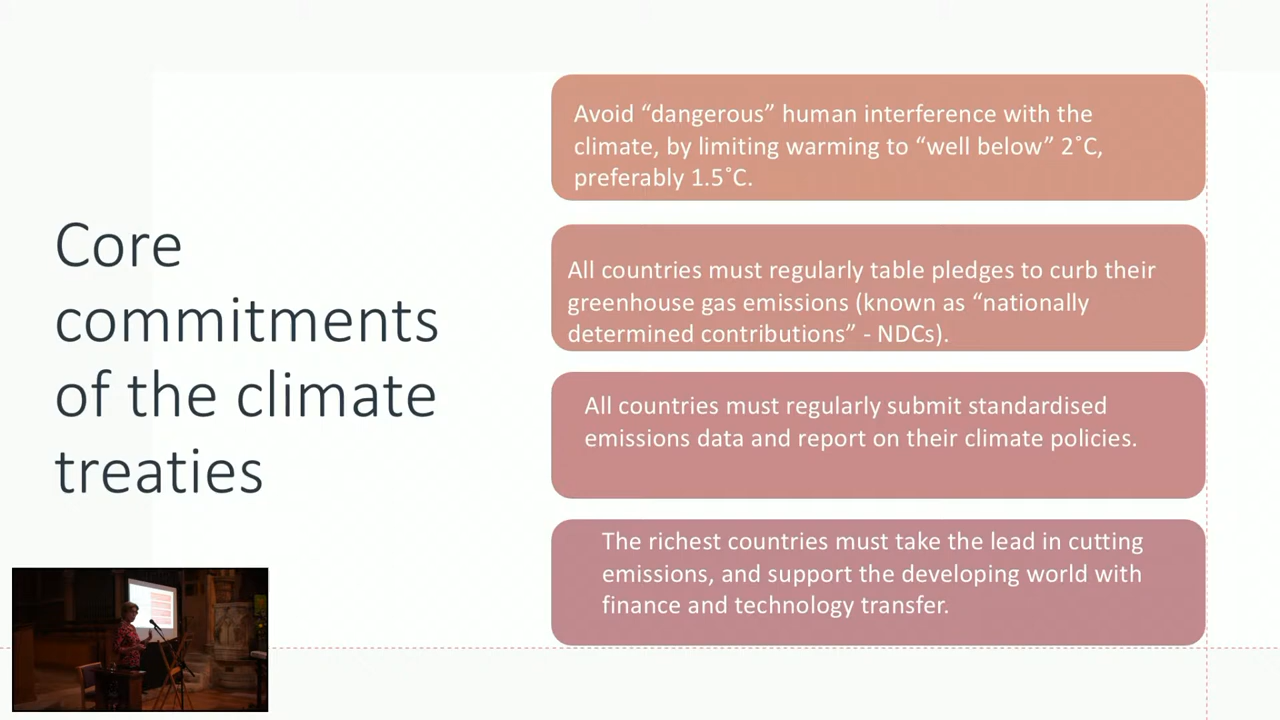 Core
commitments
of the climate
treaties
Avoid “dangerous” human interference with the
climate, by limiting warming to “well below” 2˚C,
preferably 1.5˚C.
All countries must regularly table pledges to curb their
greenhouse gas emissions (known as “nationally
determined contributions” - NDCs).
All countries must regularly submit standardised
emissions data and report on their climate policies.
The richest countries must take the lead in cutting
emissions, and support the developing world with
finance and technology transfer.